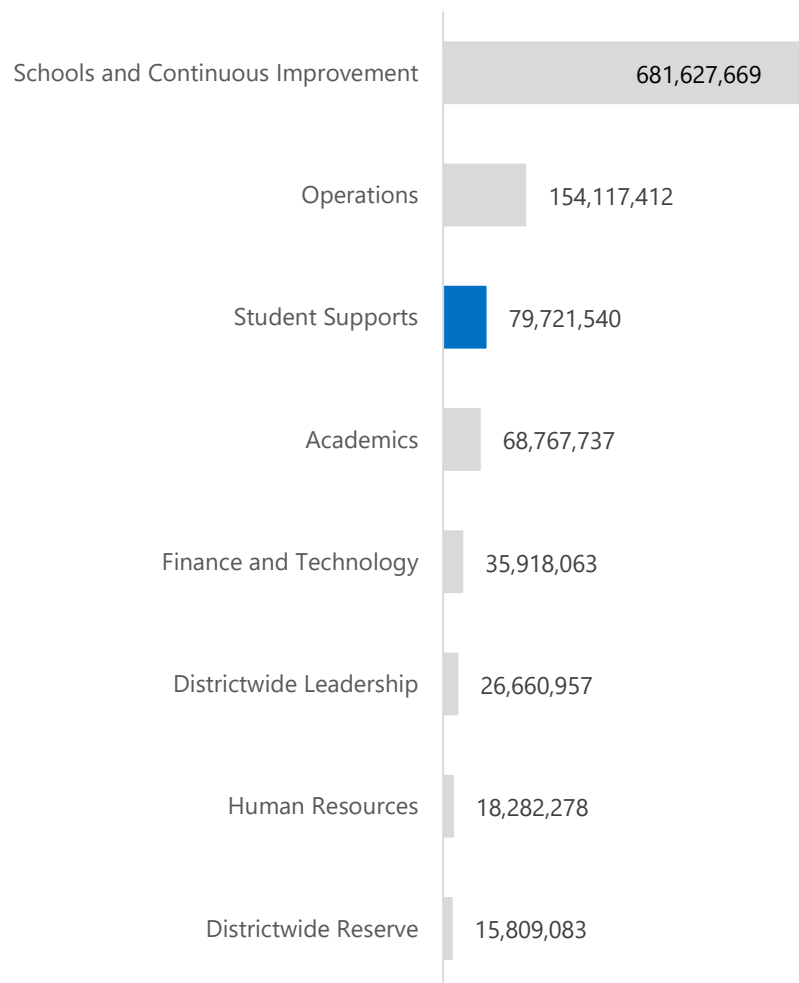 Schools and Continuous Improvement 681,627,669
Operations 154,117,412
Student Supports 79,721,540
Academics 68,767,737
Finance and Technology 35,918,063
Districtwide Leadership 26,660,957
Human Resources 18,282,278
Districtwide Reserve 15,809,083